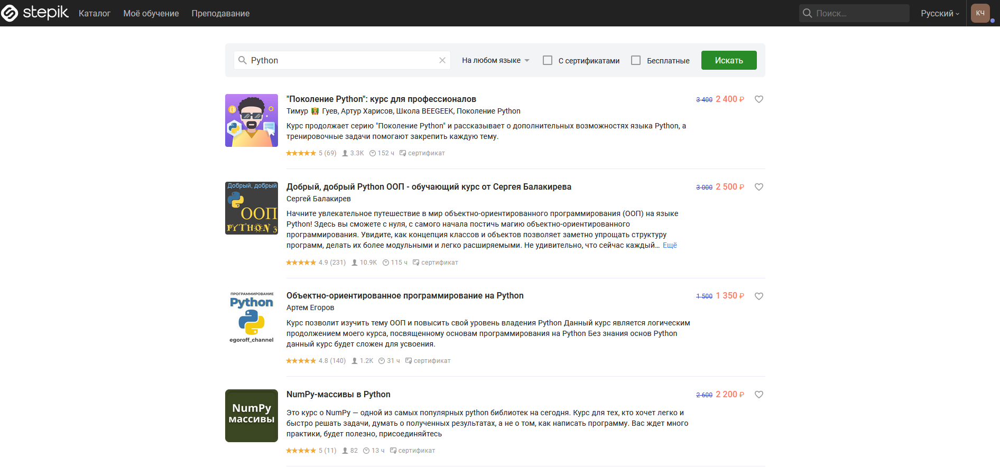 stepik Каталог Моё обучение Преподавание Поиск... Русский КЧ
Python На любом языке С сертификатами Бесплатные Искать
"Поколение Python": курс для профессионалов 3 400 2 400 ₽
Тимур Гуев, Артур Харисов, Школа BEEGEEK, Поколение Python
Курс продолжает серию "Поколение Python" и рассказывает о дополнительных возможностях языка Python, а
тренировочные задачи помогают закрепить каждую тему.
5 (69) 3.3K 152 ч сертификат
Добрый, добрый
ООП
PYTHON 3
Добрый, добрый Python ООП - обучающий курс от Сергея Балакирева 3 000 2 500 ₽
Сергей Балакирев
Начните увлекательное путешествие в мир объектно-ориентированного программирования (ООП) на языке
Python! Здесь вы сможете с нуля, с самого начала постичь магию объектно-ориентированного
программирования. Увидите, как концепция классов и объектов позволяет заметно упрощать структуру
программ, делать их более модульными и легко расширяемыми. Не удивительно, что сейчас каждый... Ещё
4.9 (231) 10.9K 115 ч сертификат
ПРОГРАММИРОВАНИЕ
Python
egoroff_channel
Объектно-ориентированное программирование на Python 1 500 1 350 ₽
Артем Егоров
Курс позволит изучить тему ООП и повысить свой уровень владения Python Данный курс является логическим
продолжением моего курса, посвященному основам программирования на Python Без знания основ Python
данный курс будет сложен для усвоения.
4.8 (140) 1.2K 31 ч сертификат
NumPy
массивы
NumPy-массивы в Python 2 600 2 200 ₽
Это курс о NumPy — одной из самых популярных python библиотек на сегодня. Курс для тех, кто хочет легко и
быстро решать задачи, думать о полученных результатах, а не о том, как написать программу. Вас ждет много
практики, будет полезно, присоединяйтесь
5 (11) 82 13 ч сертификат